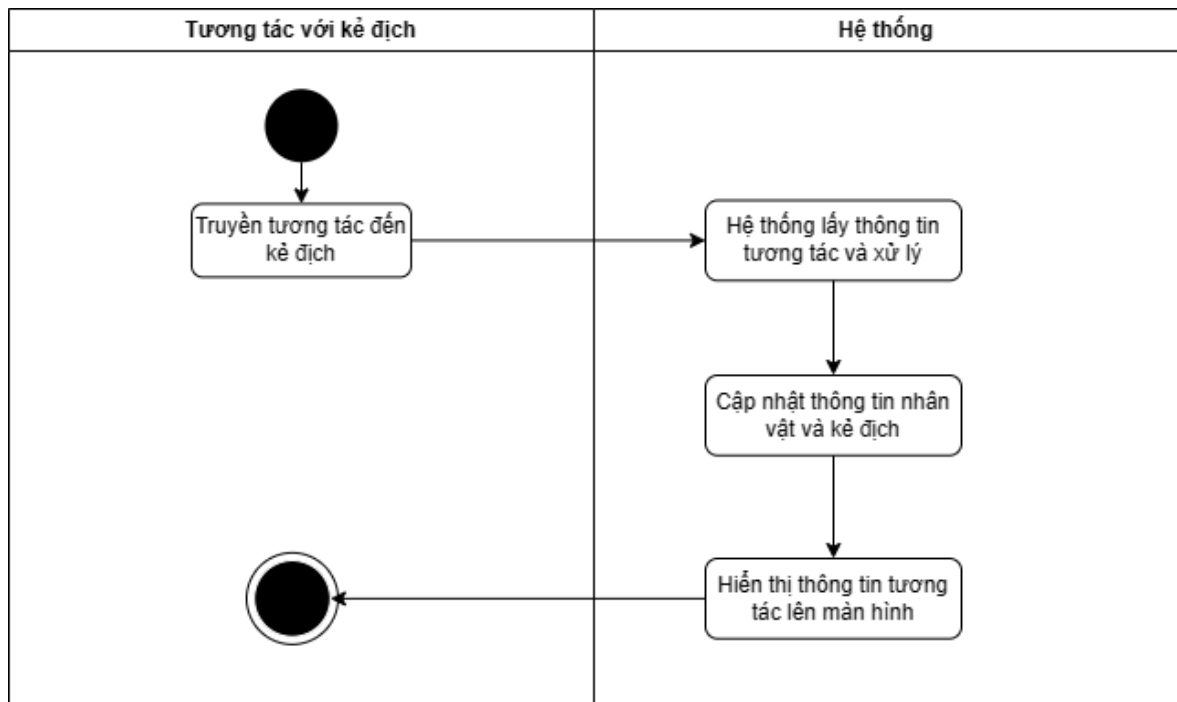 Tương tác với kẻ địch
Hệ thống
Truyền tương tác đến
kẻ địch
Hệ thống lấy thông tin
tương tác và xử lý
Cập nhật thông tin nhân
vật và kẻ địch
Hiển thị thông tin tương
tác lên màn hình